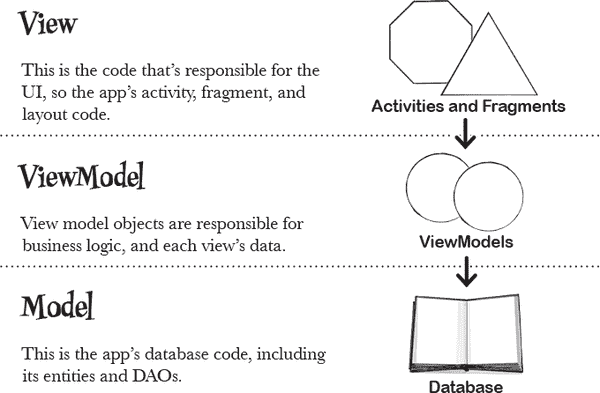 View
This is the code that's responsible for the
UI, so the app's activity, fragment, and
layout code.
Activities and Fragments
ViewModel
View model objects are responsible for
business logic, and each view's data.
ViewModels
Model
This is the app's database code, including
its entities and DAOs.
Database